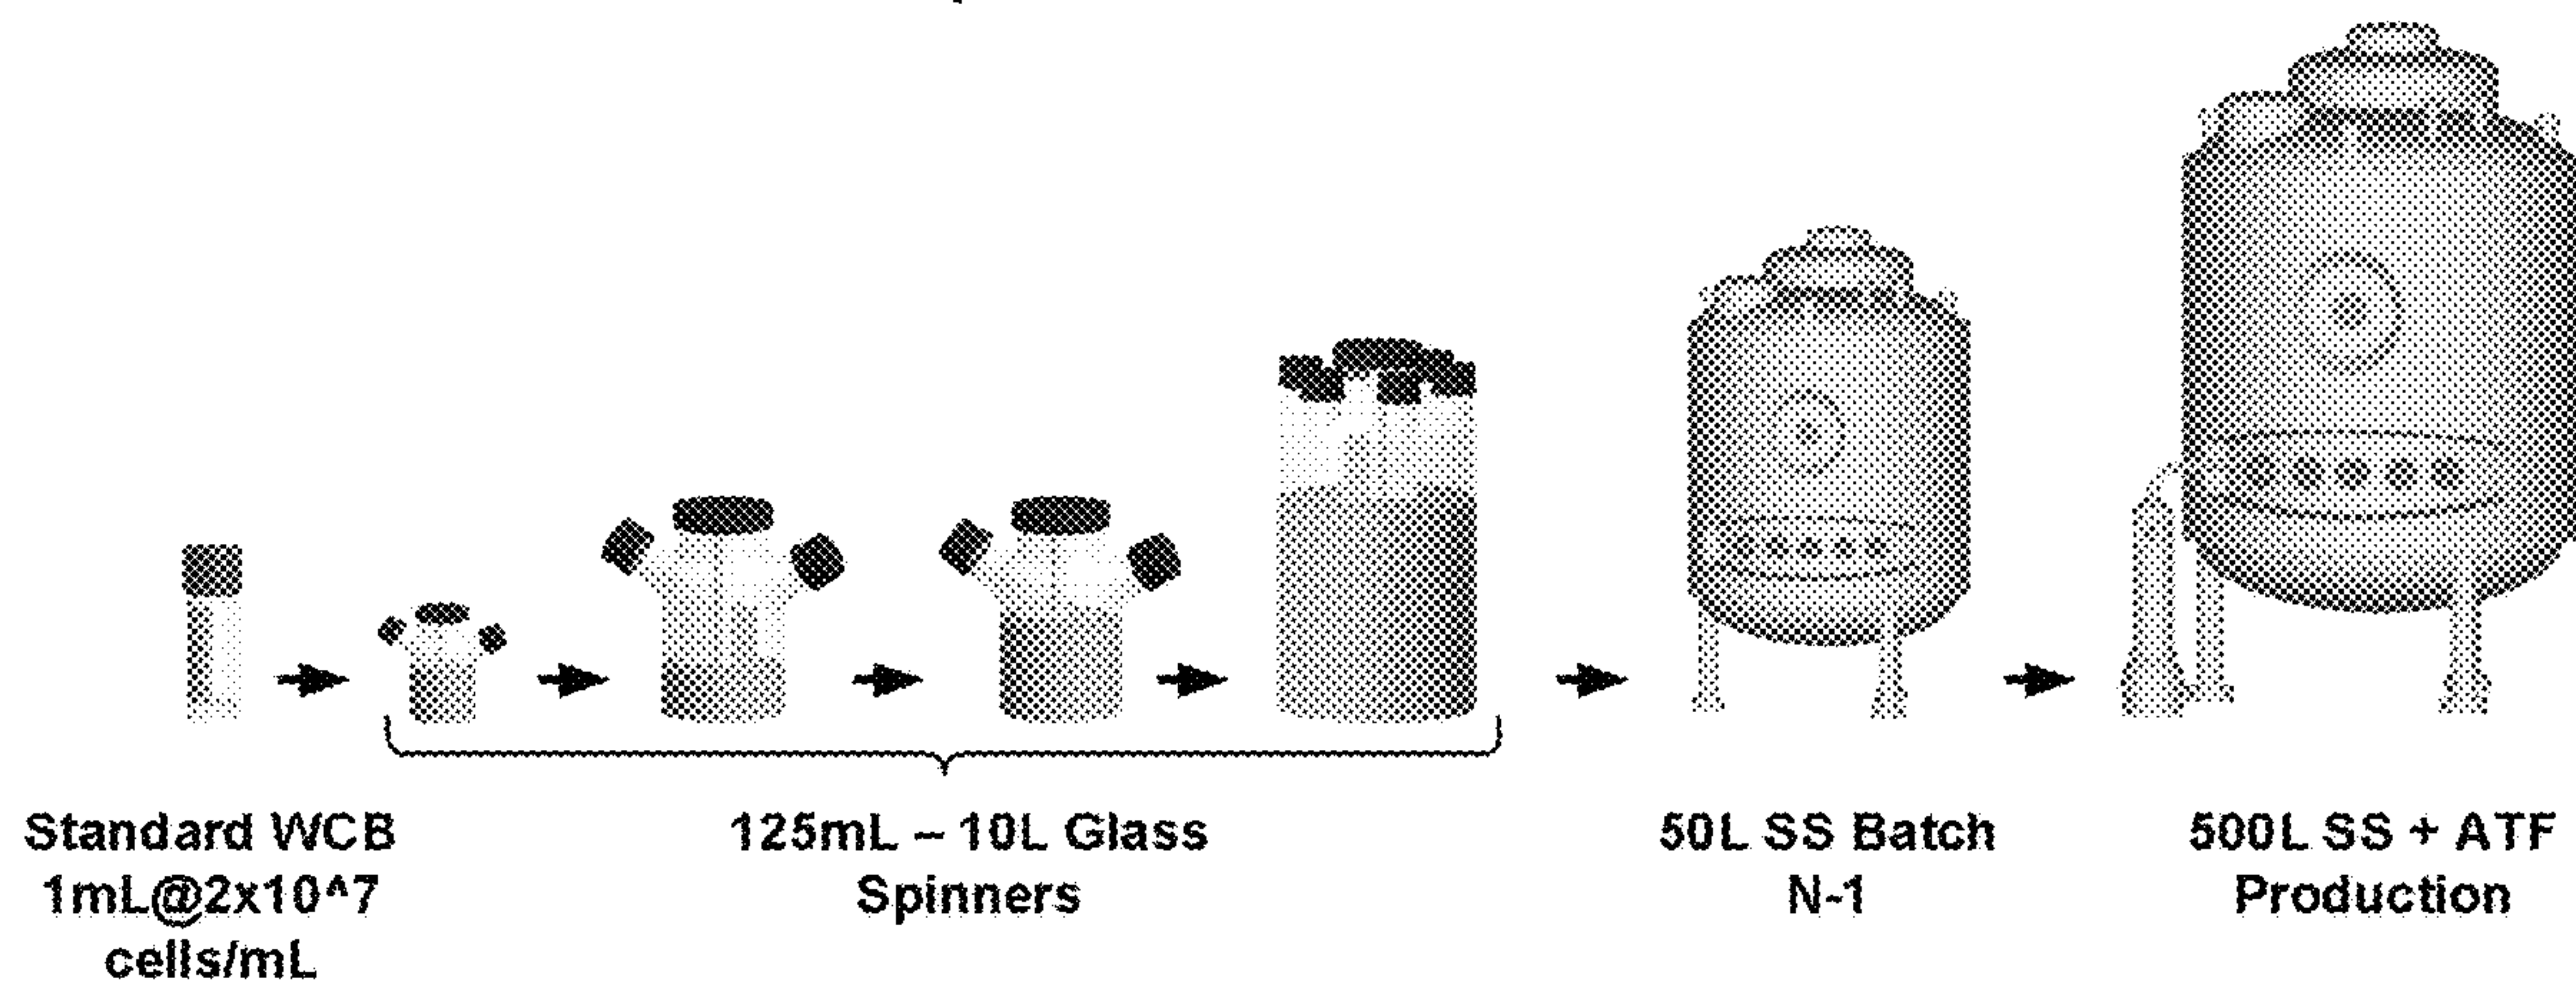 Standard WCB
1mL@2x10^7
cells/mL
125mL – 10L Glass
Spinners
50L SS Batch
N-1
500L SS + ATF
Production